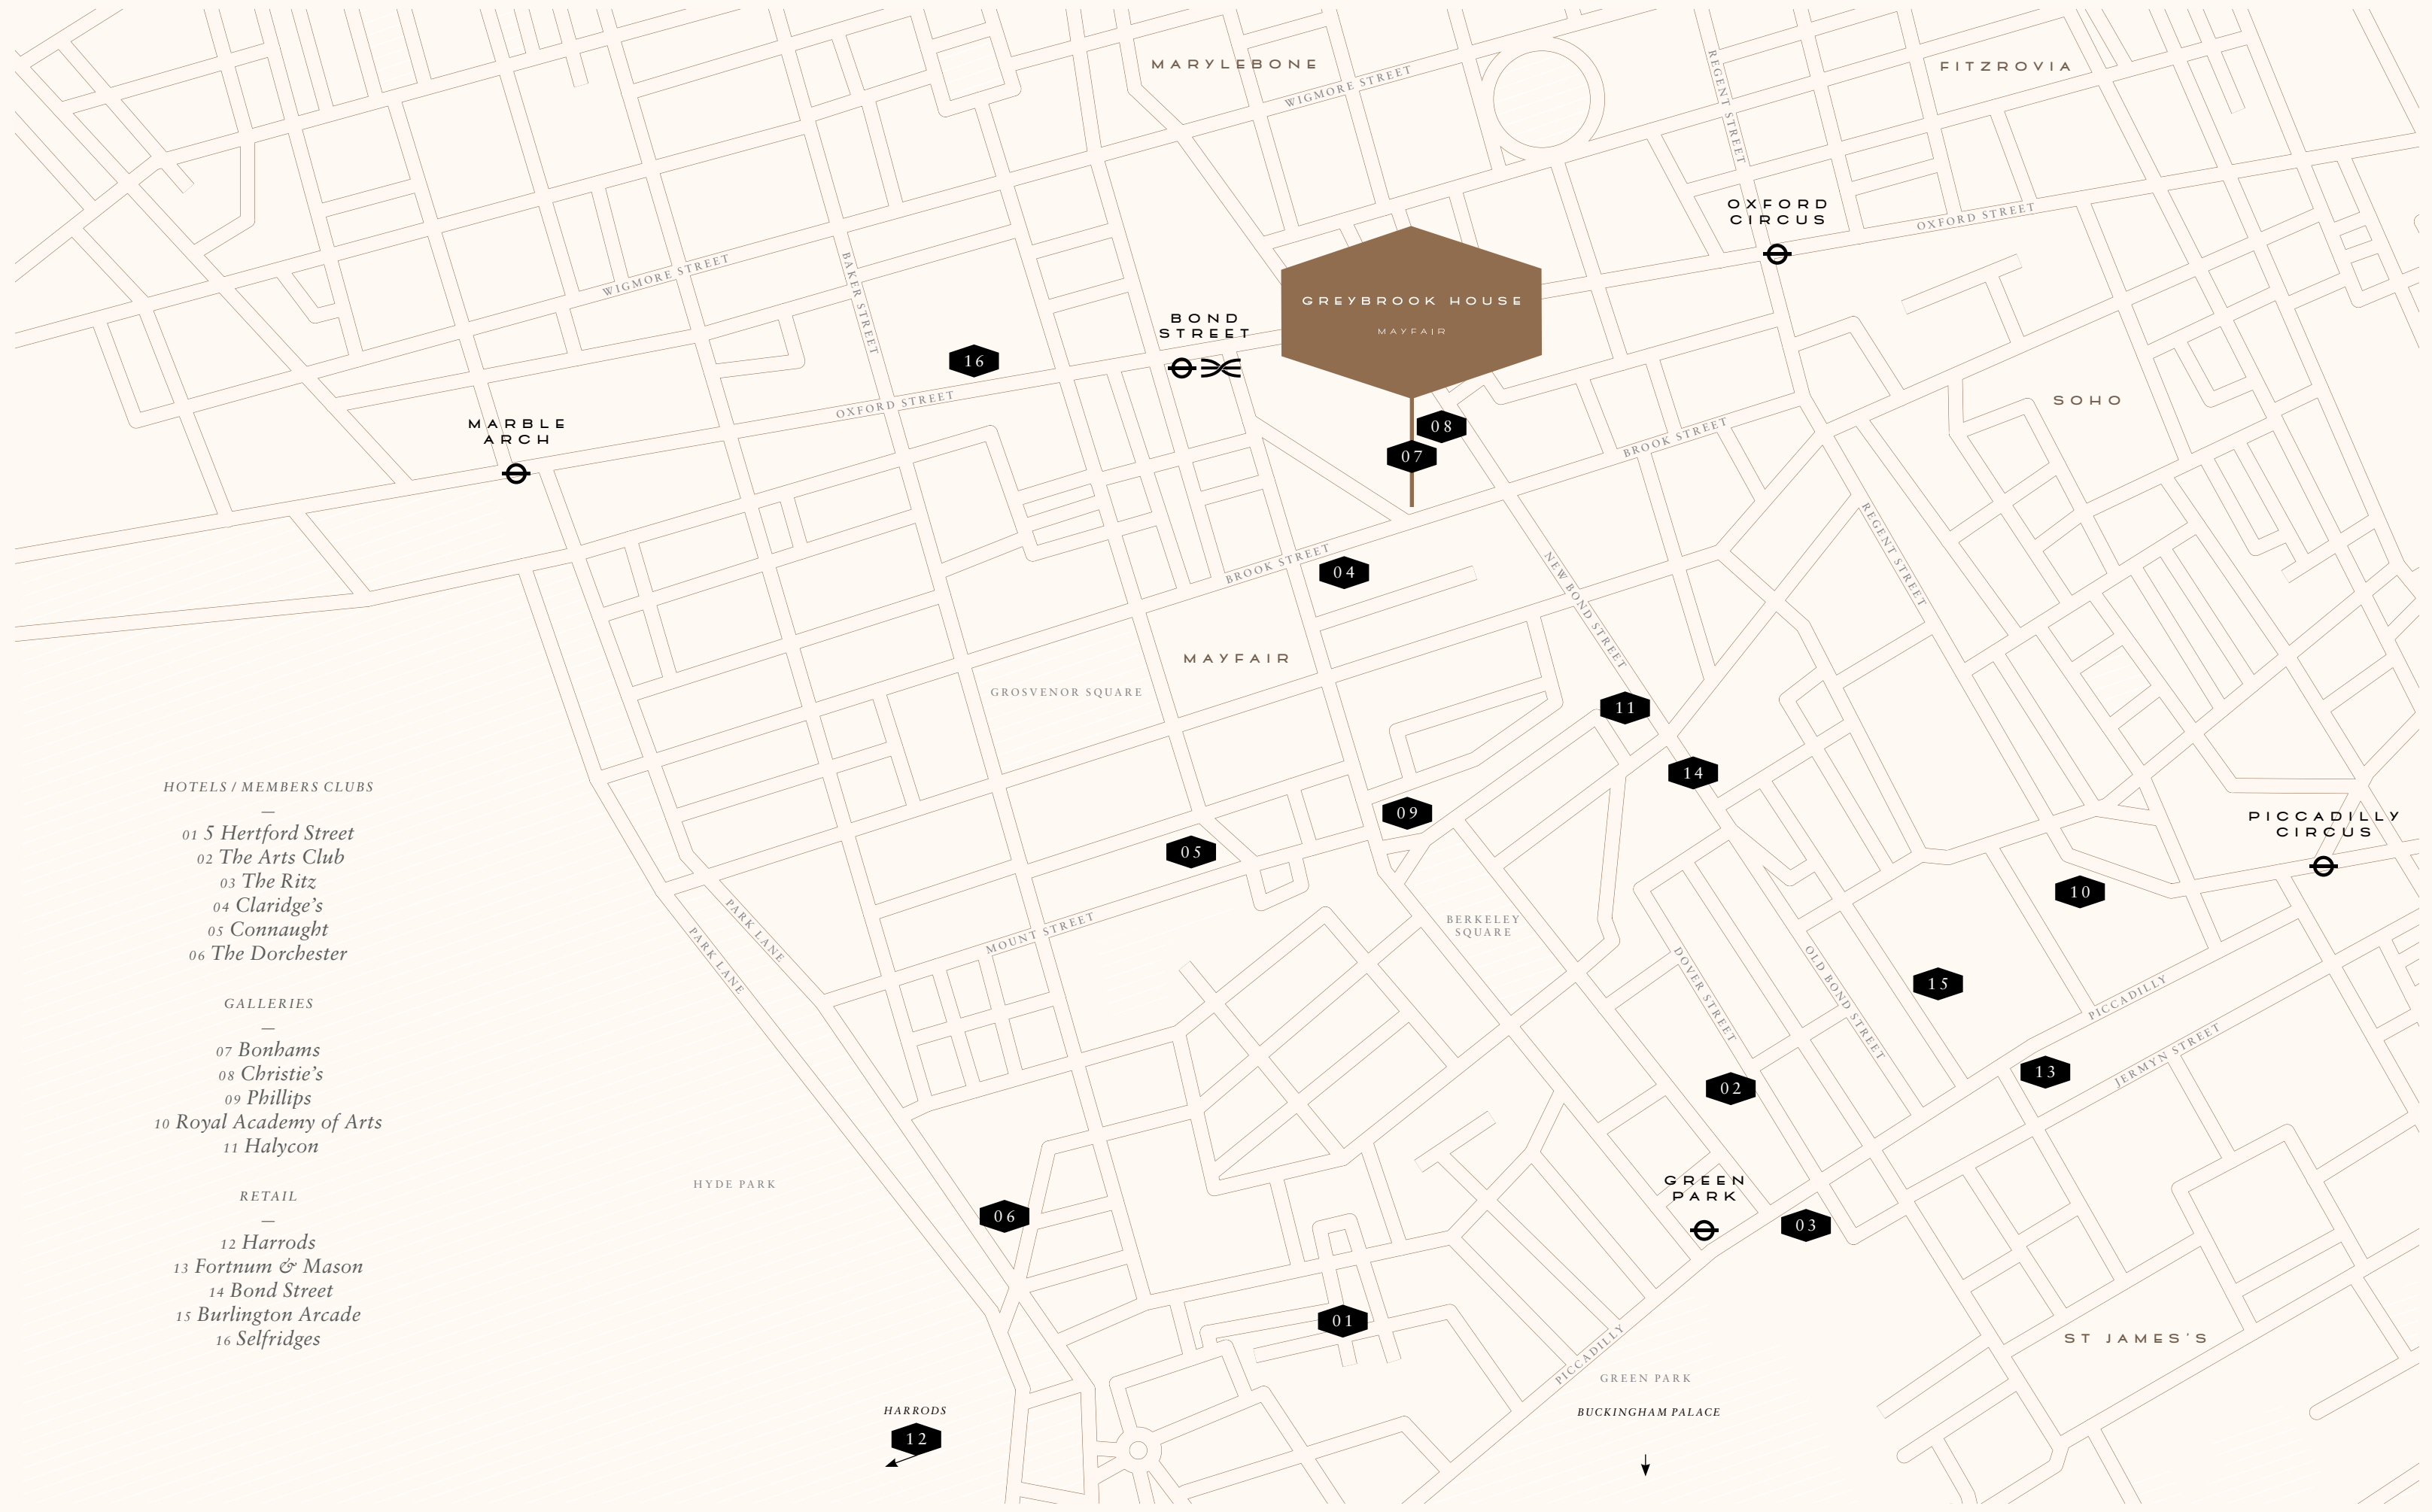 MARYLEBONE
WIGMORE STREET
REGENT STREET
FITZROVIA
OXFORD
CIRCUS
OXFORD STREET
WIGMORE STREET
BAKER STREET
GREYBROOK HOUSE
MAYFAIR
BOND
STREET
16
OXFORD STREET
SOHO
MARBLE
ARCH
08
07
BROOK STREET
BROOK STREET
04
NEW BOND STREET
REGENT STREET
MAYFAIR
GROSVENOR SQUARE
11
14
HOTELS / MEMBERS CLUBS
—
01 5 Hertford Street
02 The Arts Club
03 The Ritz
04 Claridge's
05 Connaught
06 The Dorchester
GALLERIES
—
07 Bonhams
08 Christie's
09 Phillips
10 Royal Academy of Arts
11 Halycon
RETAIL
—
12 Harrods
13 Fortnum & Mason
14 Bond Street
15 Burlington Arcade
16 Selfridges
09
05
PICCADILLY
CIRCUS
10
PARK LANE
PARK LANE
MOUNT STREET
BERKELEY
SQUARE
DOVER STREET
OLD BOND STREET
15
PICCADILLY
JERMYN STREET
13
02
HYDE PARK
06
GREEN
PARK
03
01
PICCADILLY
ST JAMES'S
GREEN PARK
BUCKINGHAM PALACE
HARRODS
12